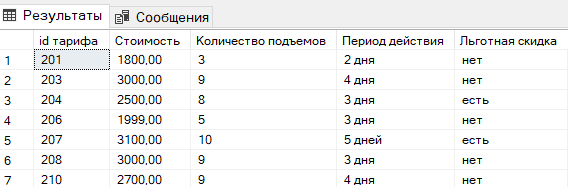 Результаты Сообщения
id тарифа Стоимость Количество подъемов Период действия Льготная скидка
1 201 1800,00 3 2 дня нет
2 203 3000,00 9 4 дня нет
3 204 2500,00 8 3 дня есть
4 206 1999,00 5 3 дня нет
5 207 3100,00 10 5 дней есть
6 208 3000,00 9 3 дня нет
7 210 2700,00 9 4 дня нет